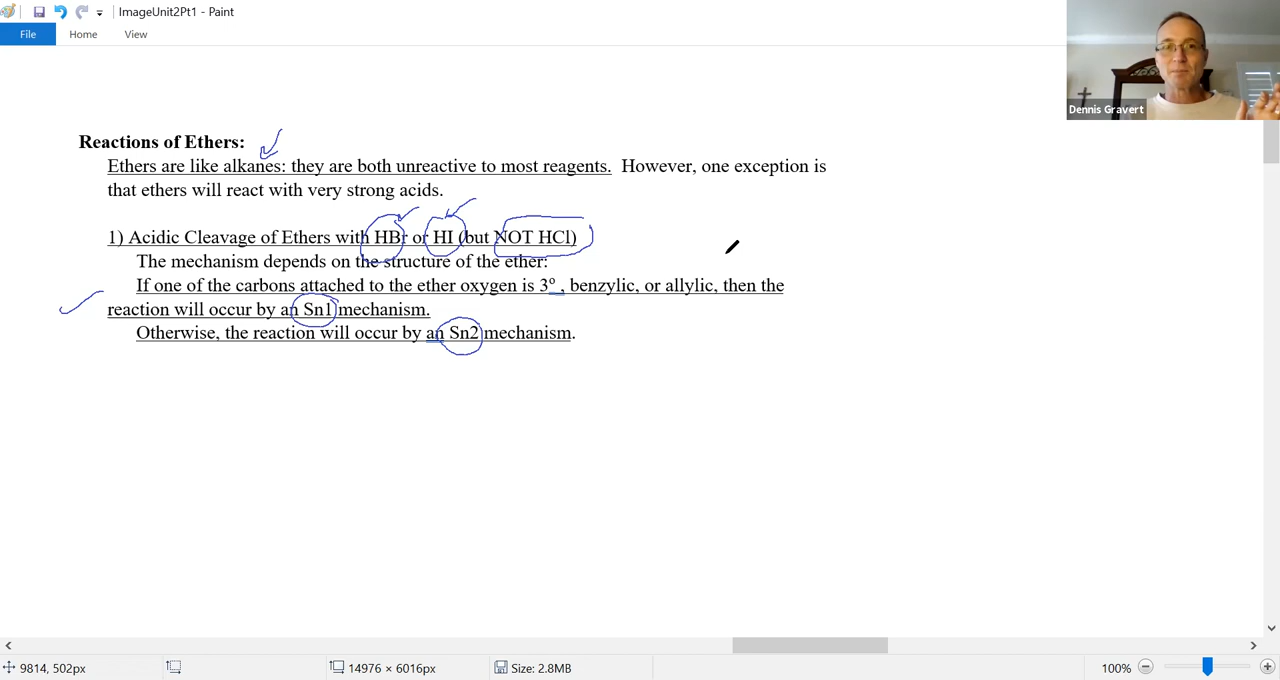 ImageUnit2Pt1 - Paint
File Home View
Dennis Gravert
Reactions of Ethers:
Ethers are like alkanes: they are both unreactive to most reagents. However, one exception is
that ethers will react with very strong acids.
1) Acidic Cleavage of Ethers with HBr or HI (but NOT HCl)
The mechanism depends on the structure of the ether:
If one of the carbons attached to the ether oxygen is 3º , benzylic, or allylic, then the
reaction will occur by an Sn1 mechanism.
Otherwise, the reaction will occur by an Sn2 mechanism.
9814, 502px 14976 × 6016px Size: 2.8MB 100%